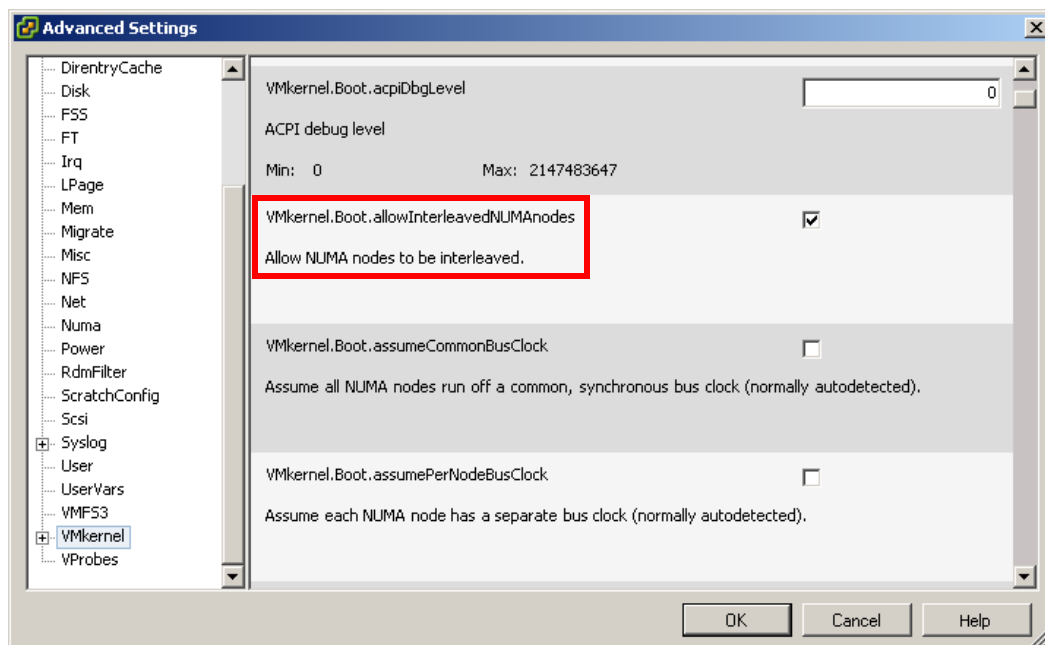 Advanced Settings
DirentryCache
Disk
FSS
FT
Irq
LPage
Mem
Migrate
Misc
NFS
Net
Numa
Power
RdmFilter
ScratchConfig
Scsi
Syslog
User
UserVars
VMFS3
VMkernel
VProbes
VMkernel.Boot.acpiDbgLevel
0
ACPI debug level
Min: 0 Max: 2147483647
VMkernel.Boot.allowInterleavedNUMAnodes
Allow NUMA nodes to be interleaved.
VMkernel.Boot.assumeCommonBusClock
Assume all NUMA nodes run off a common, synchronous bus clock (normally autodetected).
VMkernel.Boot.assumePerNodeBusClock
Assume each NUMA node has a separate bus clock (normally autodetected).
OK Cancel Help